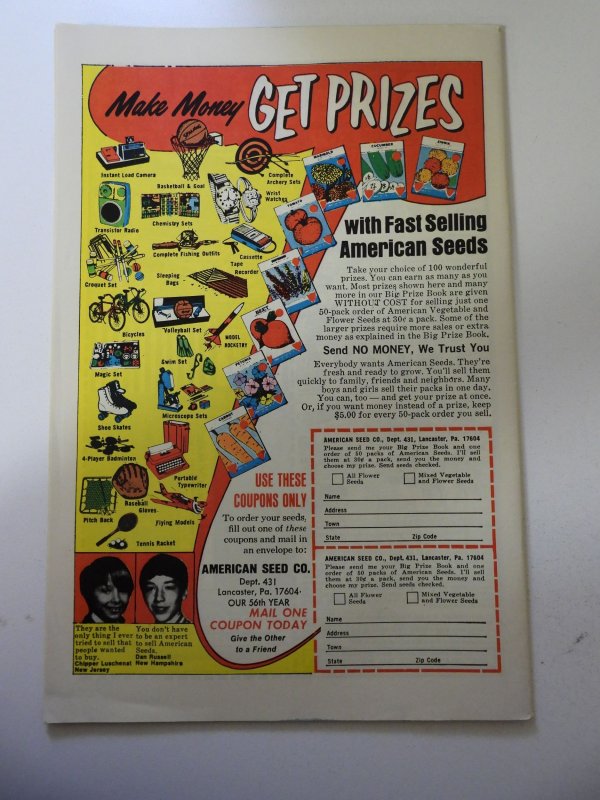 Make Money GET PRIZES
Instant Load Camera
Basketball & Goal
Complete
Archery Sets
Wrist
Watches
Transistor Radio
Chemistry Sets
Complete Fishing Outfits
Cassette
Tape
Recorder
Croquet Set
Sleeping
Bags
Bicycles
Volleyball Set
MODEL
ROCKETRY
Magic Set
Swim Set
Shoe Skates
Microscope Sets
4-Player Badminton
Portable
Typewriter
Baseball
Gloves
Pitch Back
Flying Models
Tennis Racket
MARIGOLD
CUCUMBER
ZINNIA
TOMATO
BEET
CARROT
with Fast Selling
American Seeds
Take your choice of 100 wonderful
prizes. You can earn as many as you
want. Most prizes shown here and many
more in our Big Prize Book are given
WITHOUT COST for selling just one
50-pack order of American Vegetable and
Flower Seeds at 30¢ a pack. Some of the
larger prizes require more sales or extra
money as explained in the Big Prize Book.
Send NO MONEY, We Trust You
Everybody wants American Seeds. They're
fresh and ready to grow. You'll sell them
quickly to family, friends and neighbors. Many
boys and girls sell their packs in one day.
You can, too — and get your prize at once.
Or, if you want money instead of a prize, keep
$5.00 for every 50-pack order you sell.
USE THESE
COUPONS ONLY
To order your seeds,
fill out one of these
coupons and mail in
an envelope to:
AMERICAN SEED CO.
Dept. 431
Lancaster, Pa. 17604
OUR 56th YEAR
MAIL ONE
COUPON TODAY
Give the Other
to a Friend
AMERICAN SEED CO., Dept. 431, Lancaster, Pa. 17604
Please send me your Big Prize Book and one
order of 50 packs of American Seeds. I'll sell
them at 30¢ a pack, send you the money and
choose my prize. Send seeds checked.
All Flower
Seeds
Mixed Vegetable
and Flower Seeds
Name
Address
Town
State Zip Code
AMERICAN SEED CO., Dept. 431, Lancaster, Pa. 17604
Please send me your Big Prize Book and one
order of 50 packs of American Seeds. I'll sell
them at 30¢ a pack, send you the money and
choose my prize. Send seeds checked.
All Flower
Seeds
Mixed Vegetable
and Flower Seeds
Name
Address
Town
State Zip Code
They are the
only thing I ever
tried to sell that
people wanted
to buy.
Chipper Luschenat
New Jersey
You don't have
to be an expert
to sell American
Seeds.
Dan Russell
New Hampshire